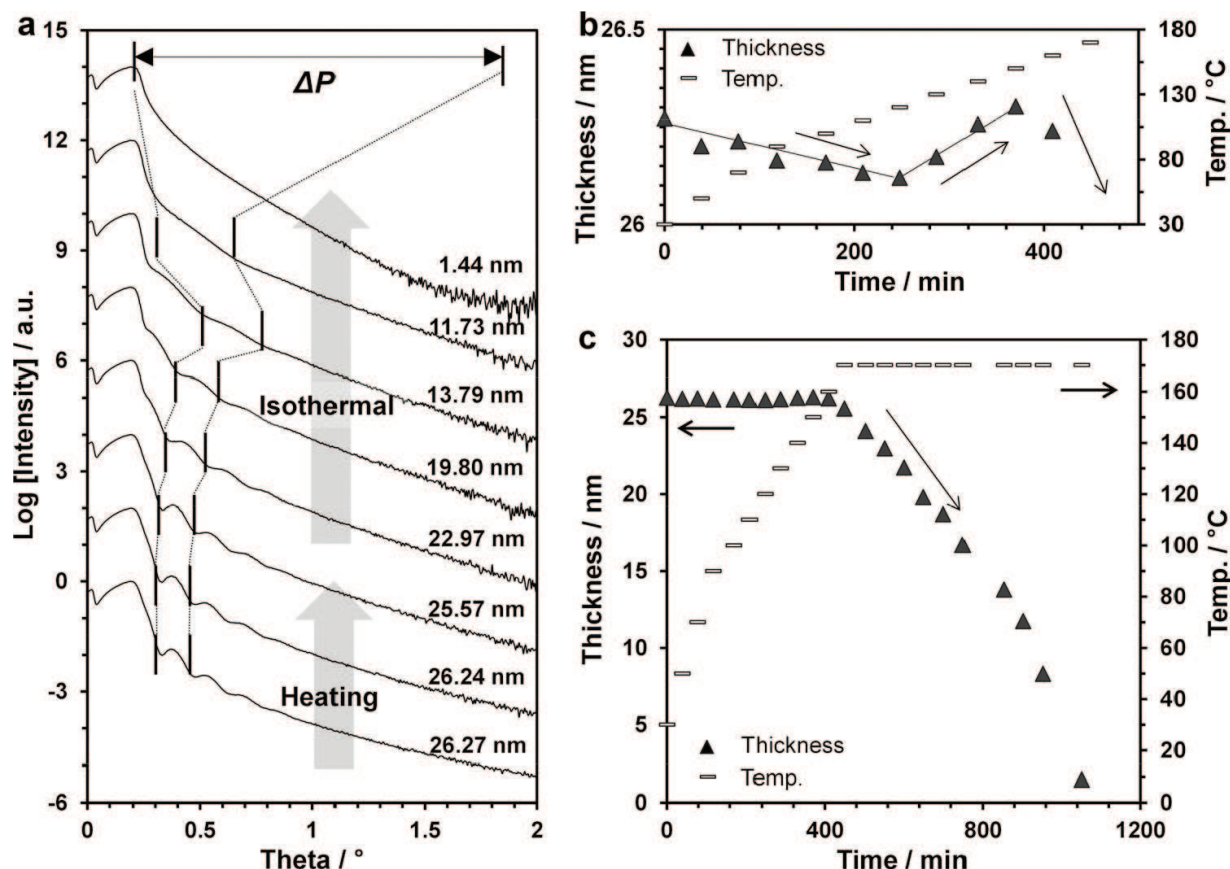 a
15
12
9
6
3
0
-3
-6
Log [Intensity] / a.u.
ΔP
1.44 nm
11.73 nm
13.79 nm
Isothermal
19.80 nm
22.97 nm
25.57 nm
26.24 nm
Heating
26.27 nm
0 0.5 1 1.5 2
Theta / °
b
26.5
26
Thickness / nm
Thickness
Temp.
180
130
80
30
Temp. / °C
0 200 400
Time / min
c
30
25
20
15
10
5
0
Thickness / nm
180
160
140
120
100
80
60
40
20
0
Temp. / °C
Thickness
Temp.
0 400 800 1200
Time / min